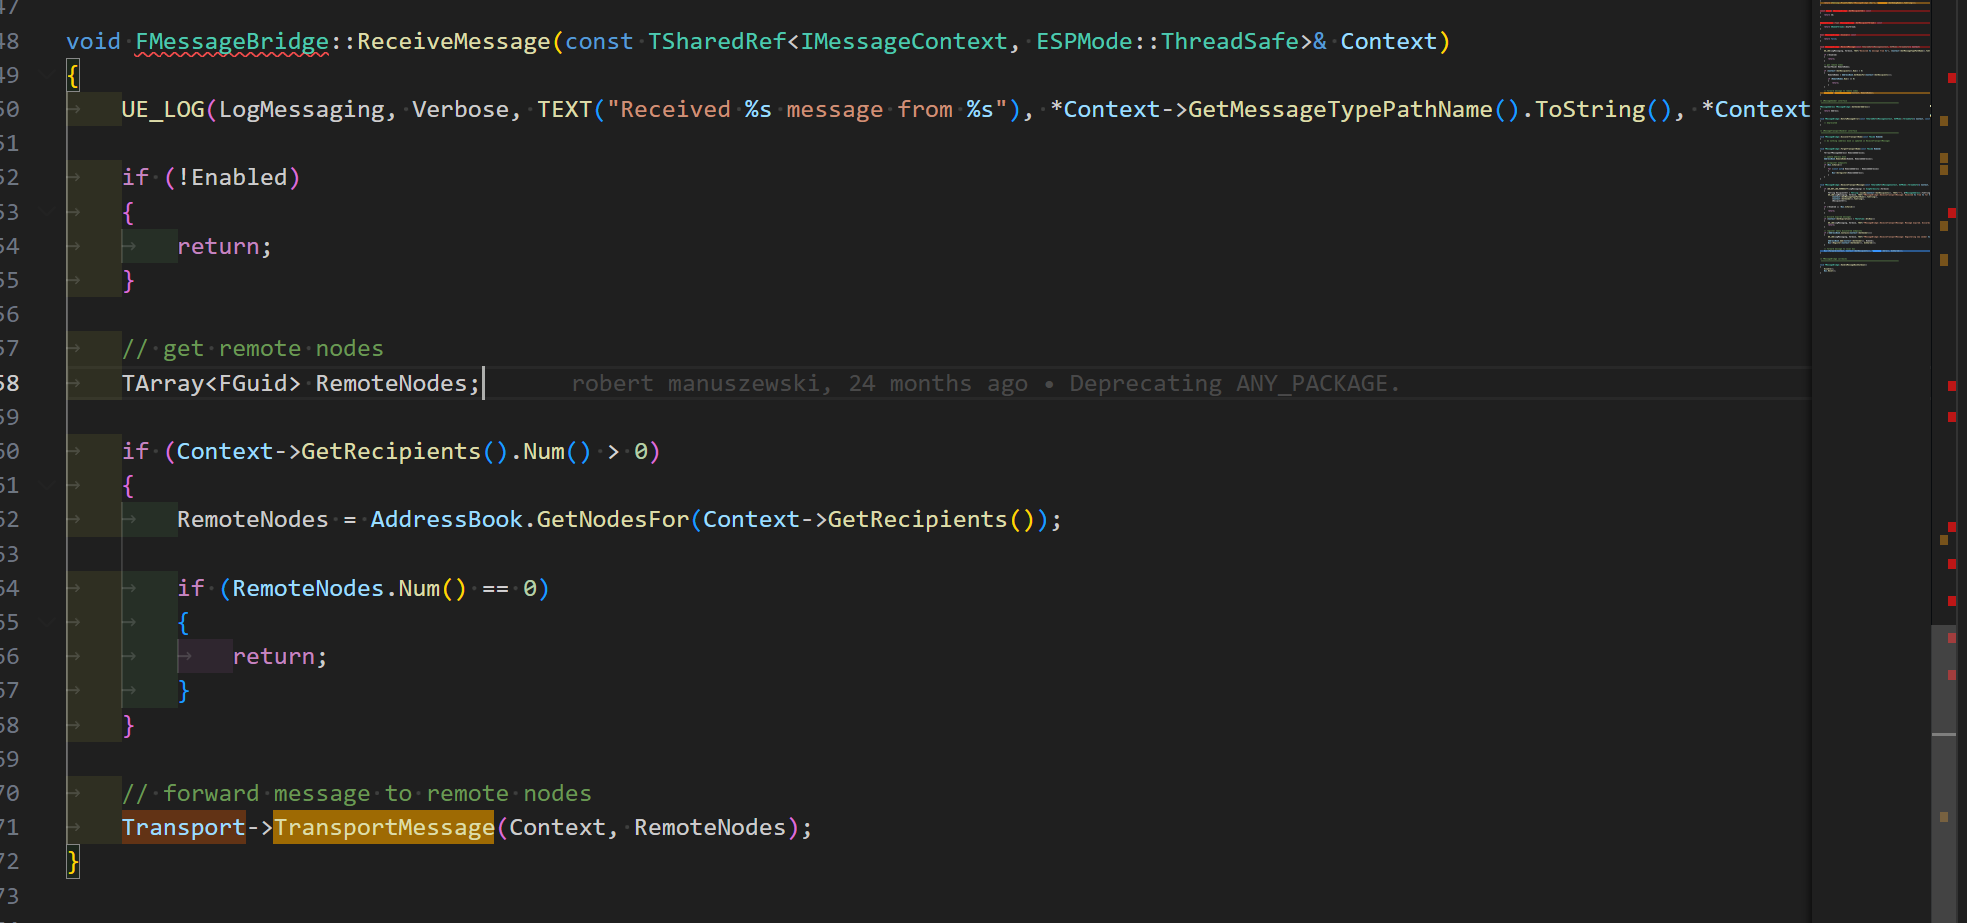 47
48 void FMessageBridge::ReceiveMessage(const TSharedRef<IMessageContext, ESPMode::ThreadSafe>& Context)
49 {
50 UE_LOG(LogMessaging, Verbose, TEXT("Received %s message from %s"), *Context->GetMessageTypePathName().ToString(), *Context
51
52 if (!Enabled)
53 {
54 return;
55 }
56
57 // get remote nodes
58 TArray<FGuid> RemoteNodes; robert manuszewski, 24 months ago • Deprecating ANY_PACKAGE.
59
60 if (Context->GetRecipients().Num() > 0)
61 {
62 RemoteNodes = AddressBook.GetNodesFor(Context->GetRecipients());
63
64 if (RemoteNodes.Num() == 0)
65 {
66 return;
67 }
68 }
69
70 // forward message to remote nodes
71 Transport->TransportMessage(Context, RemoteNodes);
72 }
73